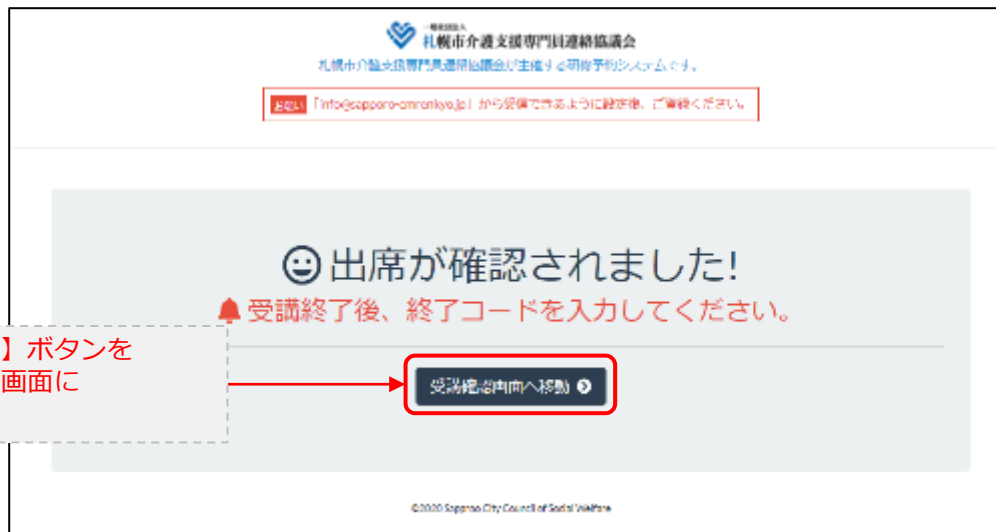 一般社団法人
札幌市介護支援専門員連絡協議会
札幌市介護支援専門員連絡協議会が主催する研修予約システムです。
お願い 「info@sapporo-cmrenkyo.jp」から受信できるように設定後、ご登録ください。
出席が確認されました!
受講終了後、終了コードを入力してください。
】ボタンを
画面に
受講確認画面へ移動
©2020 Sapporo City Council of Social Welfare